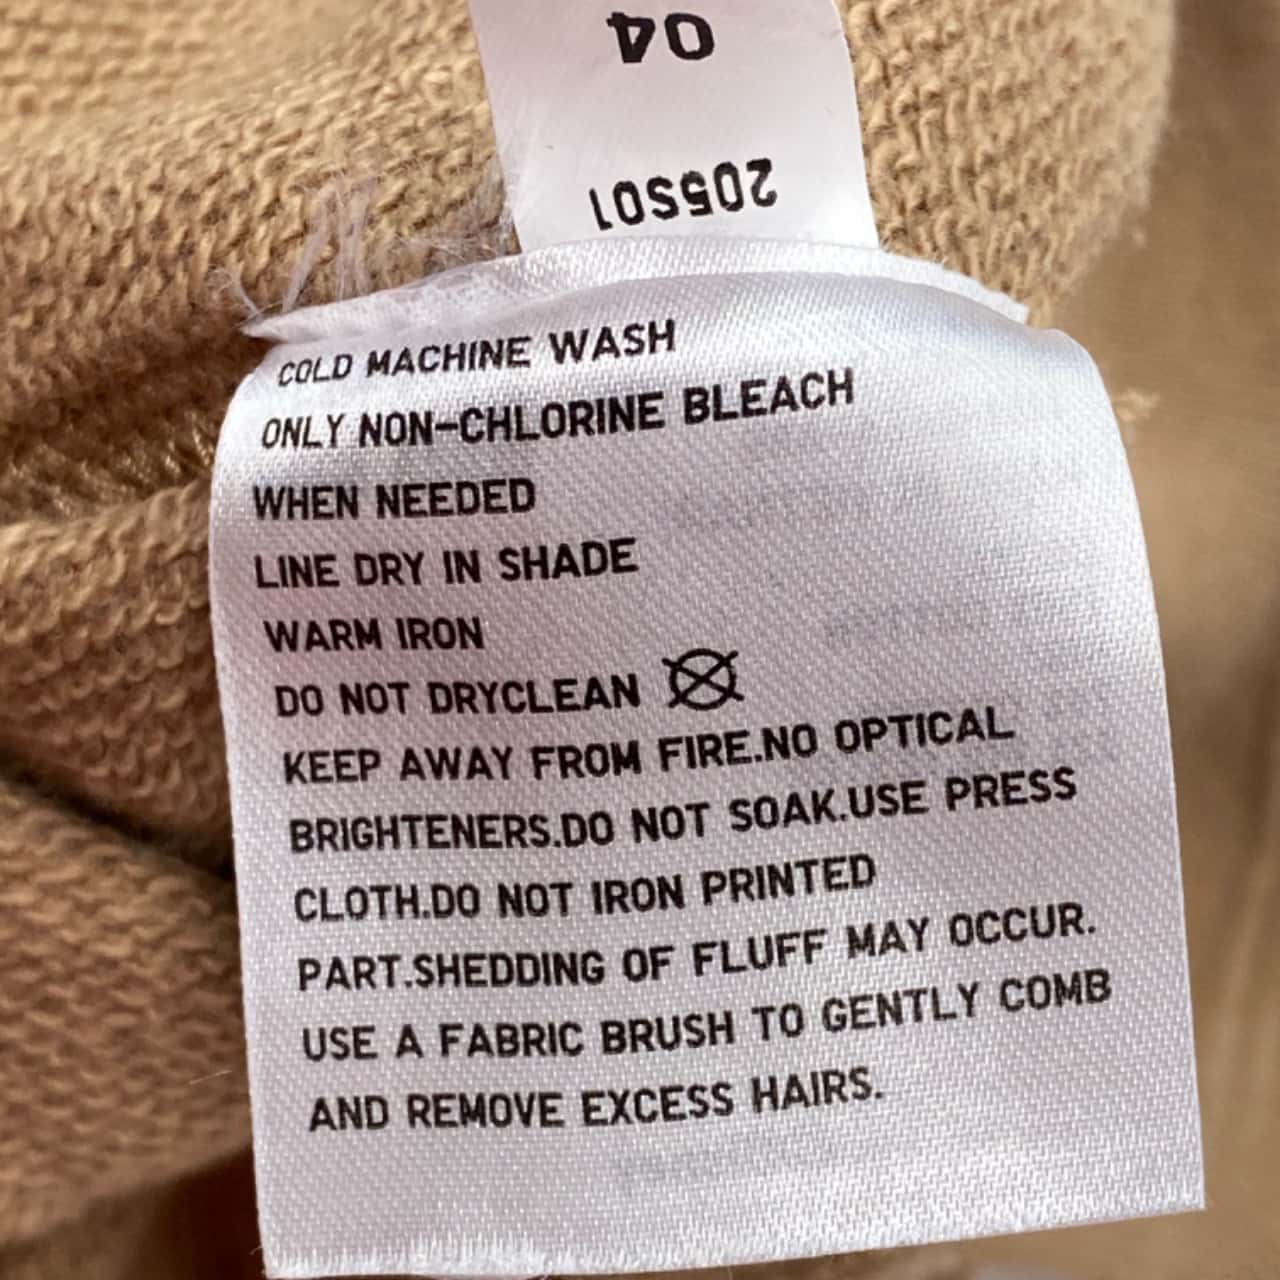 04
205S01
COLD MACHINE WASH
ONLY NON-CHLORINE BLEACH
WHEN NEEDED
LINE DRY IN SHADE
WARM IRON
DO NOT DRYCLEAN
KEEP AWAY FROM FIRE.NO OPTICAL
BRIGHTENERS.DO NOT SOAK.USE PRESS
CLOTH.DO NOT IRON PRINTED
PART.SHEDDING OF FLUFF MAY OCCUR.
USE A FABRIC BRUSH TO GENTLY COMB
AND REMOVE EXCESS HAIRS.